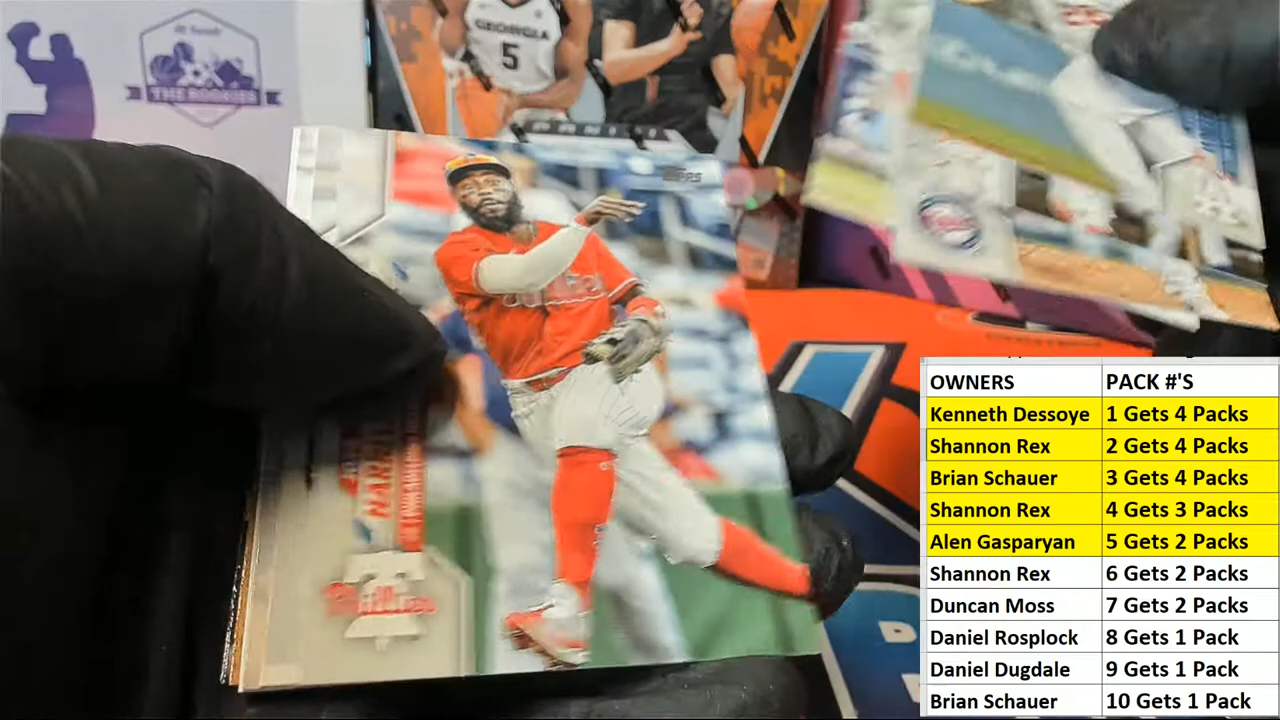 THE ROOKIES
GEORGIA
5
PANINI
TOPPS
Phillies
OWNERS PACK #'S
Kenneth Dessoye 1 Gets 4 Packs
Shannon Rex 2 Gets 4 Packs
Brian Schauer 3 Gets 4 Packs
Shannon Rex 4 Gets 3 Packs
Alen Gasparyan 5 Gets 2 Packs
Shannon Rex 6 Gets 2 Packs
Duncan Moss 7 Gets 2 Packs
Daniel Rosplock 8 Gets 1 Pack
Daniel Dugdale 9 Gets 1 Pack
Brian Schauer 10 Gets 1 Pack